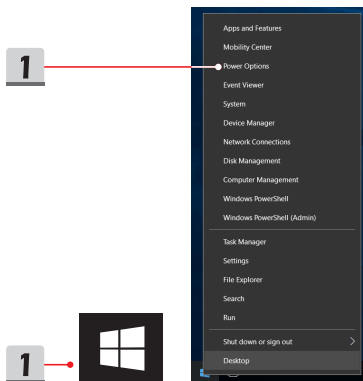 Apps and Features
Mobility Center
1
Power Options
Event Viewer
System
Device Manager
Network Connections
Disk Management
Computer Management
Windows PowerShell
Windows PowerShell (Admin)
Task Manager
Settings
File Explorer
Search
Run
Shut down or sign out
1
Desktop